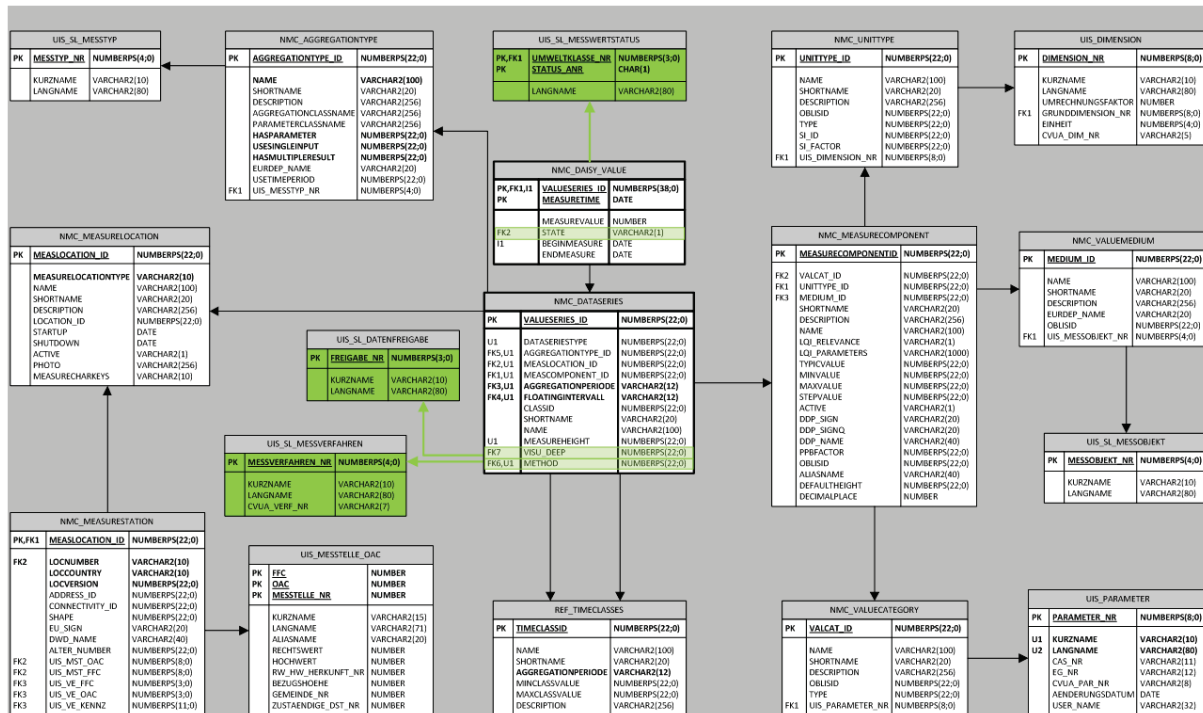 UIS_SL_MESSTYP
PK MESSTYP_NR NUMBERPS(4;0)
KURZNAME VARCHAR2(10)
LANGNAME VARCHAR2(80)
NMC_AGGREGATIONTYPE
PK AGGREGATIONTYPE_ID NUMBERPS(22;0)
NAME VARCHAR2(100)
SHORTNAME VARCHAR2(20)
DESCRIPTION VARCHAR2(256)
AGGREGATIONCLASSNAME VARCHAR2(256)
PARAMETERCLASSNAME VARCHAR2(256)
HASPARAMETER NUMBERPS(22;0)
USESINGLEINPUT NUMBERPS(22;0)
HASMULTIPLERESULT NUMBERPS(22;0)
EURDEP_NAME VARCHAR2(20)
USETIMEPERIOD NUMBERPS(22;0)
FK1 UIS_MESSTYP_NR NUMBERPS(4;0)
UIS_SL_MESSWERTSTATUS
PK,FK1 UMWELTKLASSE_NR NUMBERPS(3;0)
PK STATUS_ANR CHAR(1)
LANGNAME VARCHAR2(80)
NMC_UNITTYPE
PK UNITTYPE_ID NUMBERPS(22;0)
NAME VARCHAR2(100)
SHORTNAME VARCHAR2(20)
DESCRIPTION VARCHAR2(256)
OBLISID NUMBERPS(22;0)
TYPE NUMBERPS(22;0)
SI_ID NUMBERPS(22;0)
SI_FACTOR NUMBERPS(22;0)
FK1 UIS_DIMENSION_NR NUMBERPS(8;0)
UIS_DIMENSION
PK DIMENSION_NR NUMBERPS(8;0)
KURZNAME VARCHAR2(10)
LANGNAME VARCHAR2(80)
UMRECHNUNGSFAKTOR NUMBER
FK1 GRUNDDIMENSION_NR NUMBERPS(8;0)
EINHEIT NUMBERPS(4;0)
CVUA_DIM_NR VARCHAR2(5)
NMC_DAISY_VALUE
PK,FK1,I1 VALUESERIES_ID NUMBERPS(38;0)
PK MEASURETIME DATE
MEASUREVALUE NUMBER
FK2 STATE VARCHAR2(1)
I1 BEGINMEASURE DATE
ENDMEASURE DATE
NMC_MEASURELOCATION
PK MEASLOCATION_ID NUMBERPS(22;0)
MEASURELOCATIONTYPE VARCHAR2(10)
NAME VARCHAR2(100)
SHORTNAME VARCHAR2(20)
DESCRIPTION VARCHAR2(256)
LOCATION_ID NUMBERPS(22;0)
STARTUP DATE
SHUTDOWN DATE
ACTIVE VARCHAR2(1)
PHOTO VARCHAR2(256)
MEASURECHARKEYS VARCHAR2(10)
NMC_DATASERIES
PK VALUESERIES_ID NUMBERPS(22;0)
U1 DATASERIESTYPE NUMBERPS(22;0)
FK5,U1 AGGREGATIONTYPE_ID NUMBERPS(22;0)
FK2,U1 MEASLOCATION_ID NUMBERPS(22;0)
FK1,U1 MEASCOMPONENT_ID NUMBERPS(22;0)
FK3,U1 AGGREGATIONPERIODE VARCHAR2(12)
FK4,U1 FLOATINGINTERVALL VARCHAR2(12)
CLASSID NUMBERPS(22;0)
SHORTNAME VARCHAR2(20)
NAME VARCHAR2(100)
U1 MEASUREHEIGHT NUMBERPS(22;0)
FK7 VISU_DEEP NUMBERPS(22;0)
FK6,U1 METHOD NUMBERPS(22;0)
UIS_SL_DATENFREIGABE
PK FREIGABE_NR NUMBERPS(3;0)
KURZNAME VARCHAR2(10)
LANGNAME VARCHAR2(80)
UIS_SL_MESSVERFAHREN
PK MESSVERFAHREN_NR NUMBERPS(4;0)
KURZNAME VARCHAR2(10)
LANGNAME VARCHAR2(80)
CVUA_VERF_NR VARCHAR2(7)
NMC_MEASURECOMPONENT
PK MEASURECOMPONENTID NUMBERPS(22;0)
FK2 VALCAT_ID NUMBERPS(22;0)
FK1 UNITTYPE_ID NUMBERPS(22;0)
FK3 MEDIUM_ID NUMBERPS(22;0)
SHORTNAME VARCHAR2(20)
DESCRIPTION VARCHAR2(256)
NAME VARCHAR2(100)
LQI_RELEVANCE VARCHAR2(1)
LQI_PARAMETERS VARCHAR2(1000)
TYPICVALUE NUMBERPS(22;0)
MINVALUE NUMBERPS(22;0)
MAXVALUE NUMBERPS(22;0)
STEPVALUE NUMBERPS(22;0)
ACTIVE VARCHAR2(1)
DDP_SIGN VARCHAR2(20)
DDP_SIGNQ VARCHAR2(20)
DDP_NAME VARCHAR2(40)
PPBFACTOR NUMBERPS(22;0)
OBLISID NUMBERPS(22;0)
ALIASNAME VARCHAR2(40)
DEFAULTHEIGHT NUMBERPS(22;0)
DECIMALPLACE NUMBER
NMC_VALUEMEDIUM
PK MEDIUM_ID NUMBERPS(22;0)
NAME VARCHAR2(100)
SHORTNAME VARCHAR2(20)
DESCRIPTION VARCHAR2(256)
EURDEP_NAME VARCHAR2(20)
OBLISID NUMBERPS(22;0)
FK1 UIS_MESSOBJEKT_NR NUMBERPS(4;0)
UIS_SL_MESSOBJEKT
PK MESSOBJEKT_NR NUMBERPS(4;0)
KURZNAME VARCHAR2(10)
LANGNAME VARCHAR2(80)
NMC_MEASURESTATION
PK,FK1 MEASLOCATION_ID NUMBERPS(22;0)
FK2 LOCNUMBER VARCHAR2(10)
LOCCOUNTRY VARCHAR2(10)
LOCVERSION NUMBERPS(22;0)
ADDRESS_ID NUMBERPS(22;0)
CONNECTIVITY_ID NUMBERPS(22;0)
SHAPE NUMBERPS(22;0)
EU_SIGN VARCHAR2(20)
DWD_NAME VARCHAR2(40)
ALTER_NUMBER NUMBERPS(22;0)
FK2 UIS_MST_OAC NUMBERPS(8;0)
FK2 UIS_MST_FFC NUMBERPS(8;0)
FK3 UIS_VE_FFC NUMBERPS(3;0)
FK3 UIS_VE_OAC NUMBERPS(3;0)
FK3 UIS_VE_KENNZ NUMBERPS(11;0)
UIS_MESSTELLE_OAC
PK FFC NUMBER
PK OAC NUMBER
PK MESSTELLE_NR NUMBER
KURZNAME VARCHAR2(15)
LANGNAME VARCHAR2(71)
ALIASNAME VARCHAR2(20)
RECHTSWERT NUMBER
HOCHWERT NUMBER
RW_HW_HERKUNFT_NR NUMBER
BEZUGSHOEHE NUMBER
GEMEINDE_NR NUMBER
ZUSTAENDIGE_DST_NR NUMBER
REF_TIMECLASSES
PK TIMECLASSID NUMBERPS(22;0)
NAME VARCHAR2(100)
SHORTNAME VARCHAR2(20)
AGGREGATIONPERIODE VARCHAR2(12)
MINCLASSVALUE NUMBERPS(22;0)
MAXCLASSVALUE NUMBERPS(22;0)
DESCRIPTION VARCHAR2(256)
NMC_VALUECATEGORY
PK VALCAT_ID NUMBERPS(22;0)
NAME VARCHAR2(100)
SHORTNAME VARCHAR2(20)
DESCRIPTION VARCHAR2(256)
OBLISID NUMBERPS(22;0)
TYPE NUMBERPS(22;0)
FK1 UIS_PARAMETER_NR NUMBERPS(8;0)
UIS_PARAMETER
PK PARAMETER_NR NUMBERPS(8;0)
U1 KURZNAME VARCHAR2(10)
U2 LANGNAME VARCHAR2(80)
CAS_NR VARCHAR2(11)
EG_NR VARCHAR2(12)
CVUA_PAR_NR VARCHAR2(8)
AENDERUNGSDATUM DATE
USER_NAME VARCHAR2(32)